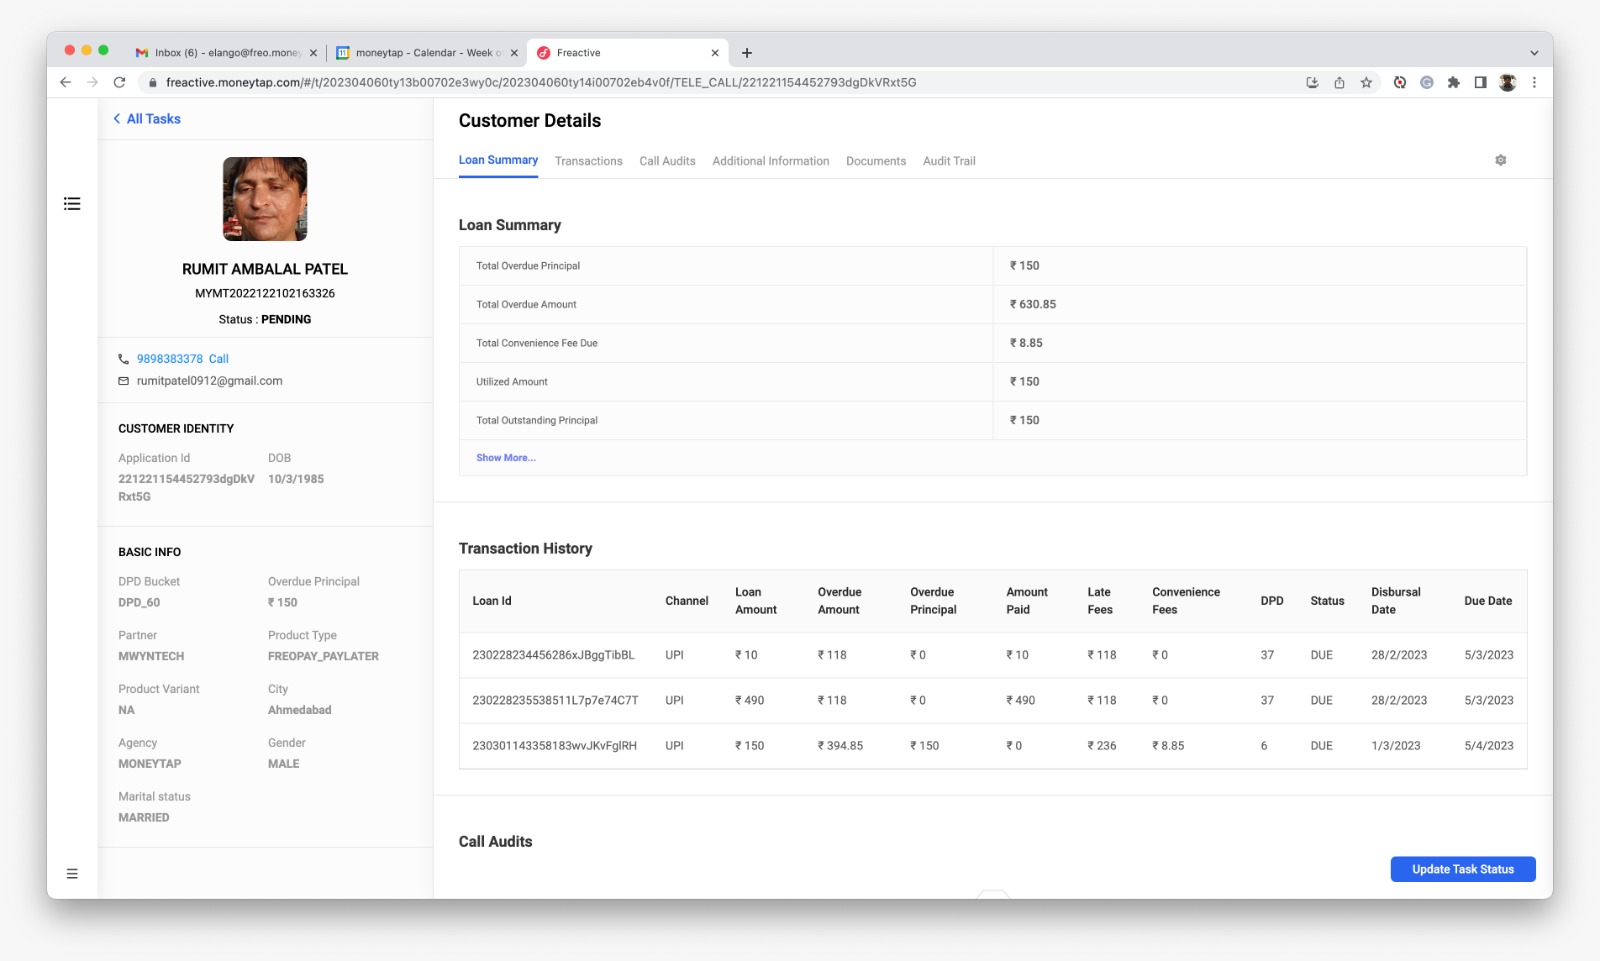 Inbox (6) - elango@freo.money
moneytap - Calendar - Week o
Freactive
freactive.moneytap.com/#/t/202304060ty13b00702e3wy0c/202304060ty14i00702eb4v0f/TELE_CALL/221221154452793dgDkVRxt5G
All Tasks
RUMIT AMBALAL PATEL
MYMT2022122102163326
Status : PENDING
9898383378 Call
rumitpatel0912@gmail.com
CUSTOMER IDENTITY
Application Id DOB
221221154452793dgDkV 10/3/1985
Rxt5G
BASIC INFO
DPD Bucket Overdue Principal
DPD_60 ₹ 150
Partner Product Type
MWYNTECH FREOPAY_PAYLATER
Product Variant City
NA Ahmedabad
Agency Gender
MONEYTAP MALE
Marital status
MARRIED
Customer Details
Loan Summary Transactions Call Audits Additional Information Documents Audit Trail
Loan Summary
Total Overdue Principal ₹ 150
Total Overdue Amount ₹ 630.85
Total Convenience Fee Due ₹ 8.85
Utilized Amount ₹ 150
Total Outstanding Principal ₹ 150
Show More...
Transaction History
Loan Id Channel Loan Amount Overdue Amount Overdue Principal Amount Paid Late Fees Convenience Fees DPD Status Disbursal Date Due Date
230228234456286xJBggTibBL UPI ₹ 10 ₹ 118 ₹ 0 ₹ 10 ₹ 118 ₹ 0 37 DUE 28/2/2023 5/3/2023
230228235538511L7p7e74C7T UPI ₹ 490 ₹ 118 ₹ 0 ₹ 490 ₹ 118 ₹ 0 37 DUE 28/2/2023 5/3/2023
230301143358183wvJKvFglRH UPI ₹ 150 ₹ 394.85 ₹ 150 ₹ 0 ₹ 236 ₹ 8.85 6 DUE 1/3/2023 5/4/2023
Call Audits
Update Task Status